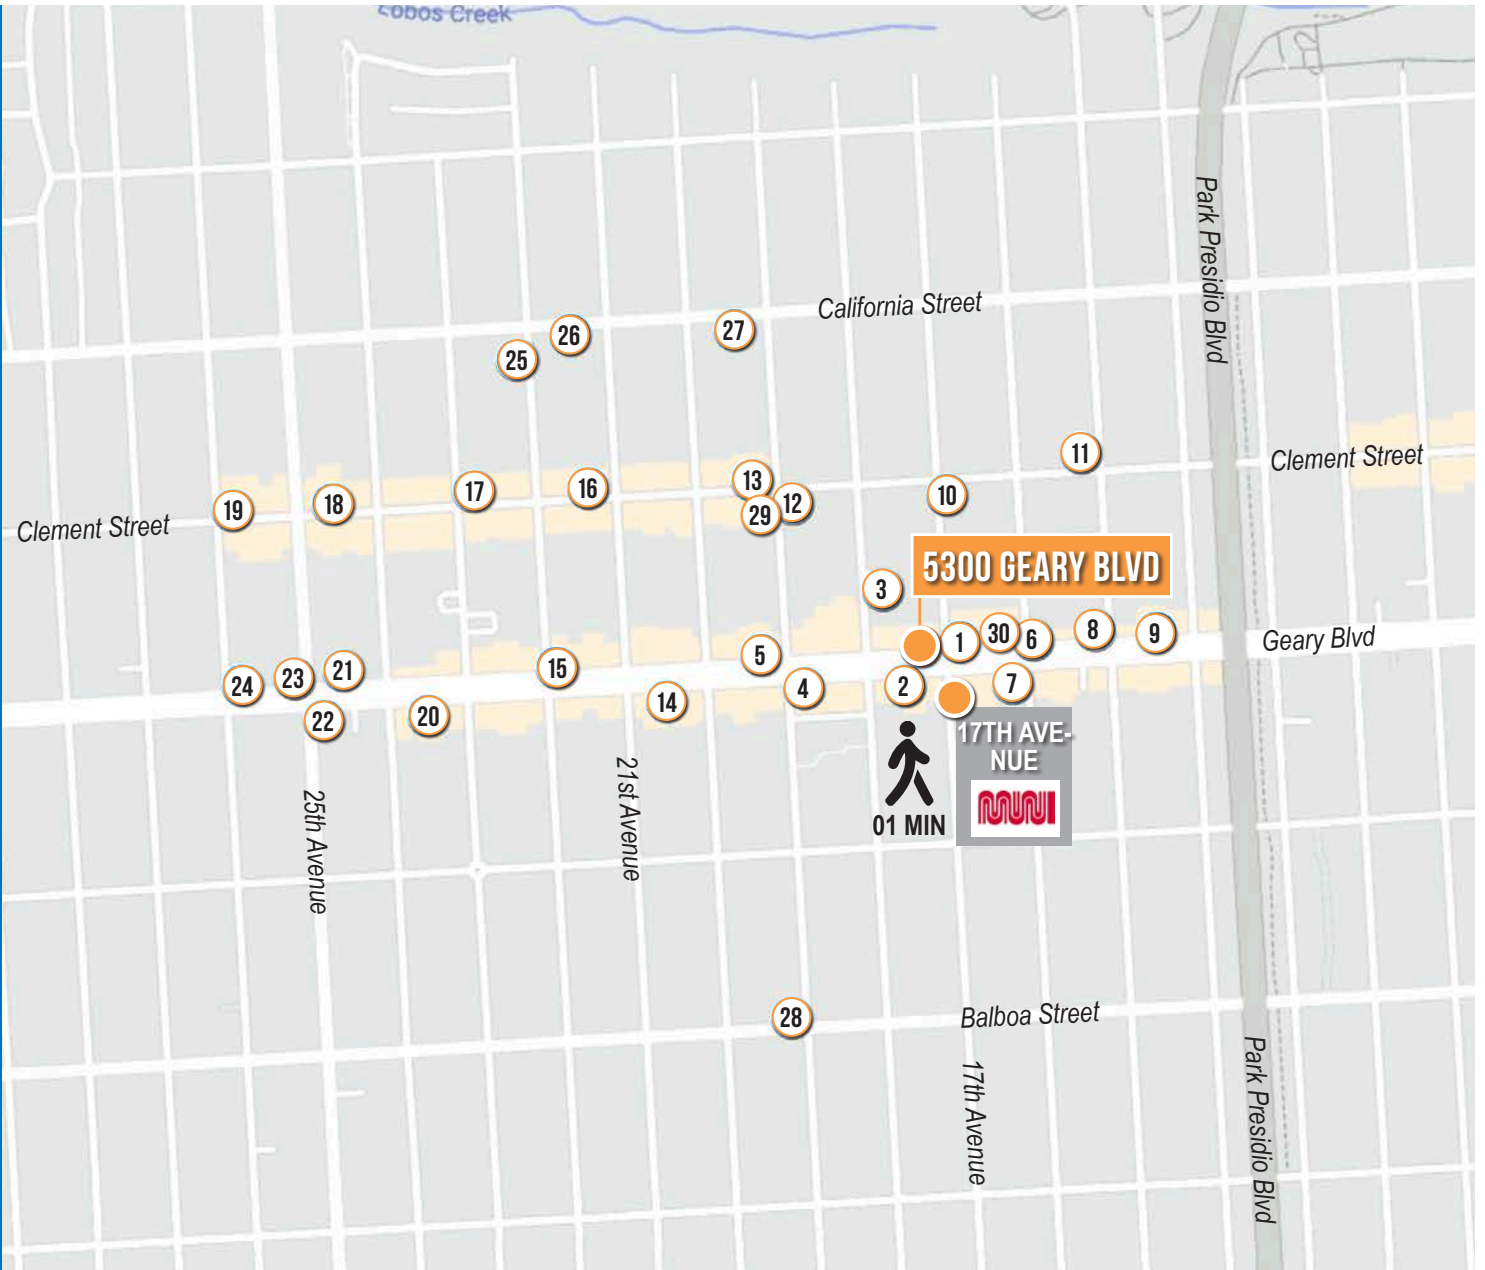 Lobos Creek
Park Presidio Blvd
California Street
26
27
25
11
Clement Street
13
17
16
10
18
12
19
29
Clement Street
5300 GEARY BLVD
3
8
30
9
6
1
Geary Blvd
5
15
21
23
24
7
2
4
14
20
22
17TH AVE-
NUE
21st Avenue
25th Avenue
MUNI
01 MIN
28
Balboa Street
17th Avenue
Park Presidio Blvd